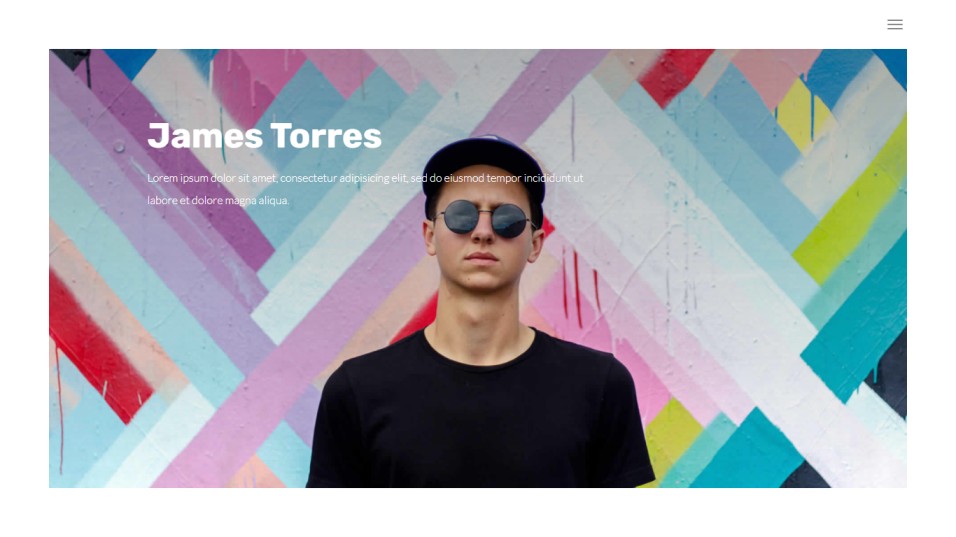 James Torres
Lorem ipsum dolor sit amet, consectetur adipisicing elit, sed do eiusmod tempor incididunt ut
labore et dolore magna aliqua.